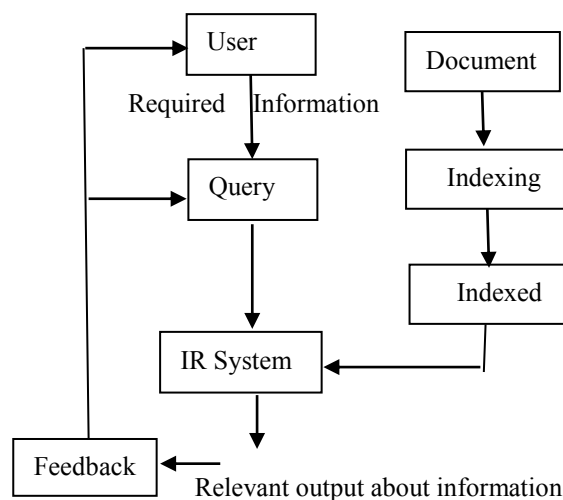 User
Document
Required Information
Indexing
Query
Indexed
IR System
Feedback
Relevant output about information